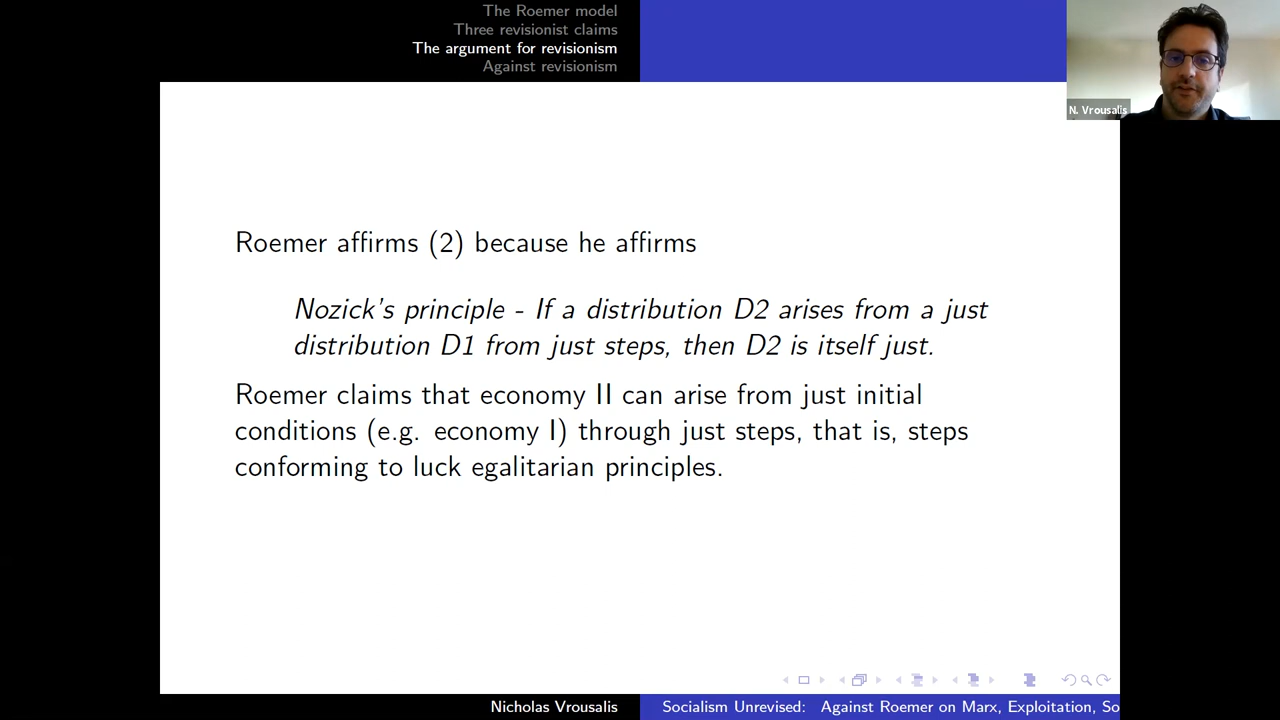 The Roemer model
Three revisionist claims
The argument for revisionism
Against revisionism
N. Vrousalis
Roemer affirms (2) because he affirms
Nozick's principle - If a distribution D2 arises from a just
distribution D1 from just steps, then D2 is itself just.
Roemer claims that economy II can arise from just initial
conditions (e.g. economy I) through just steps, that is, steps
conforming to luck egalitarian principles.
Nicholas Vrousalis
Socialism Unrevised: Against Roemer on Marx, Exploitation, So